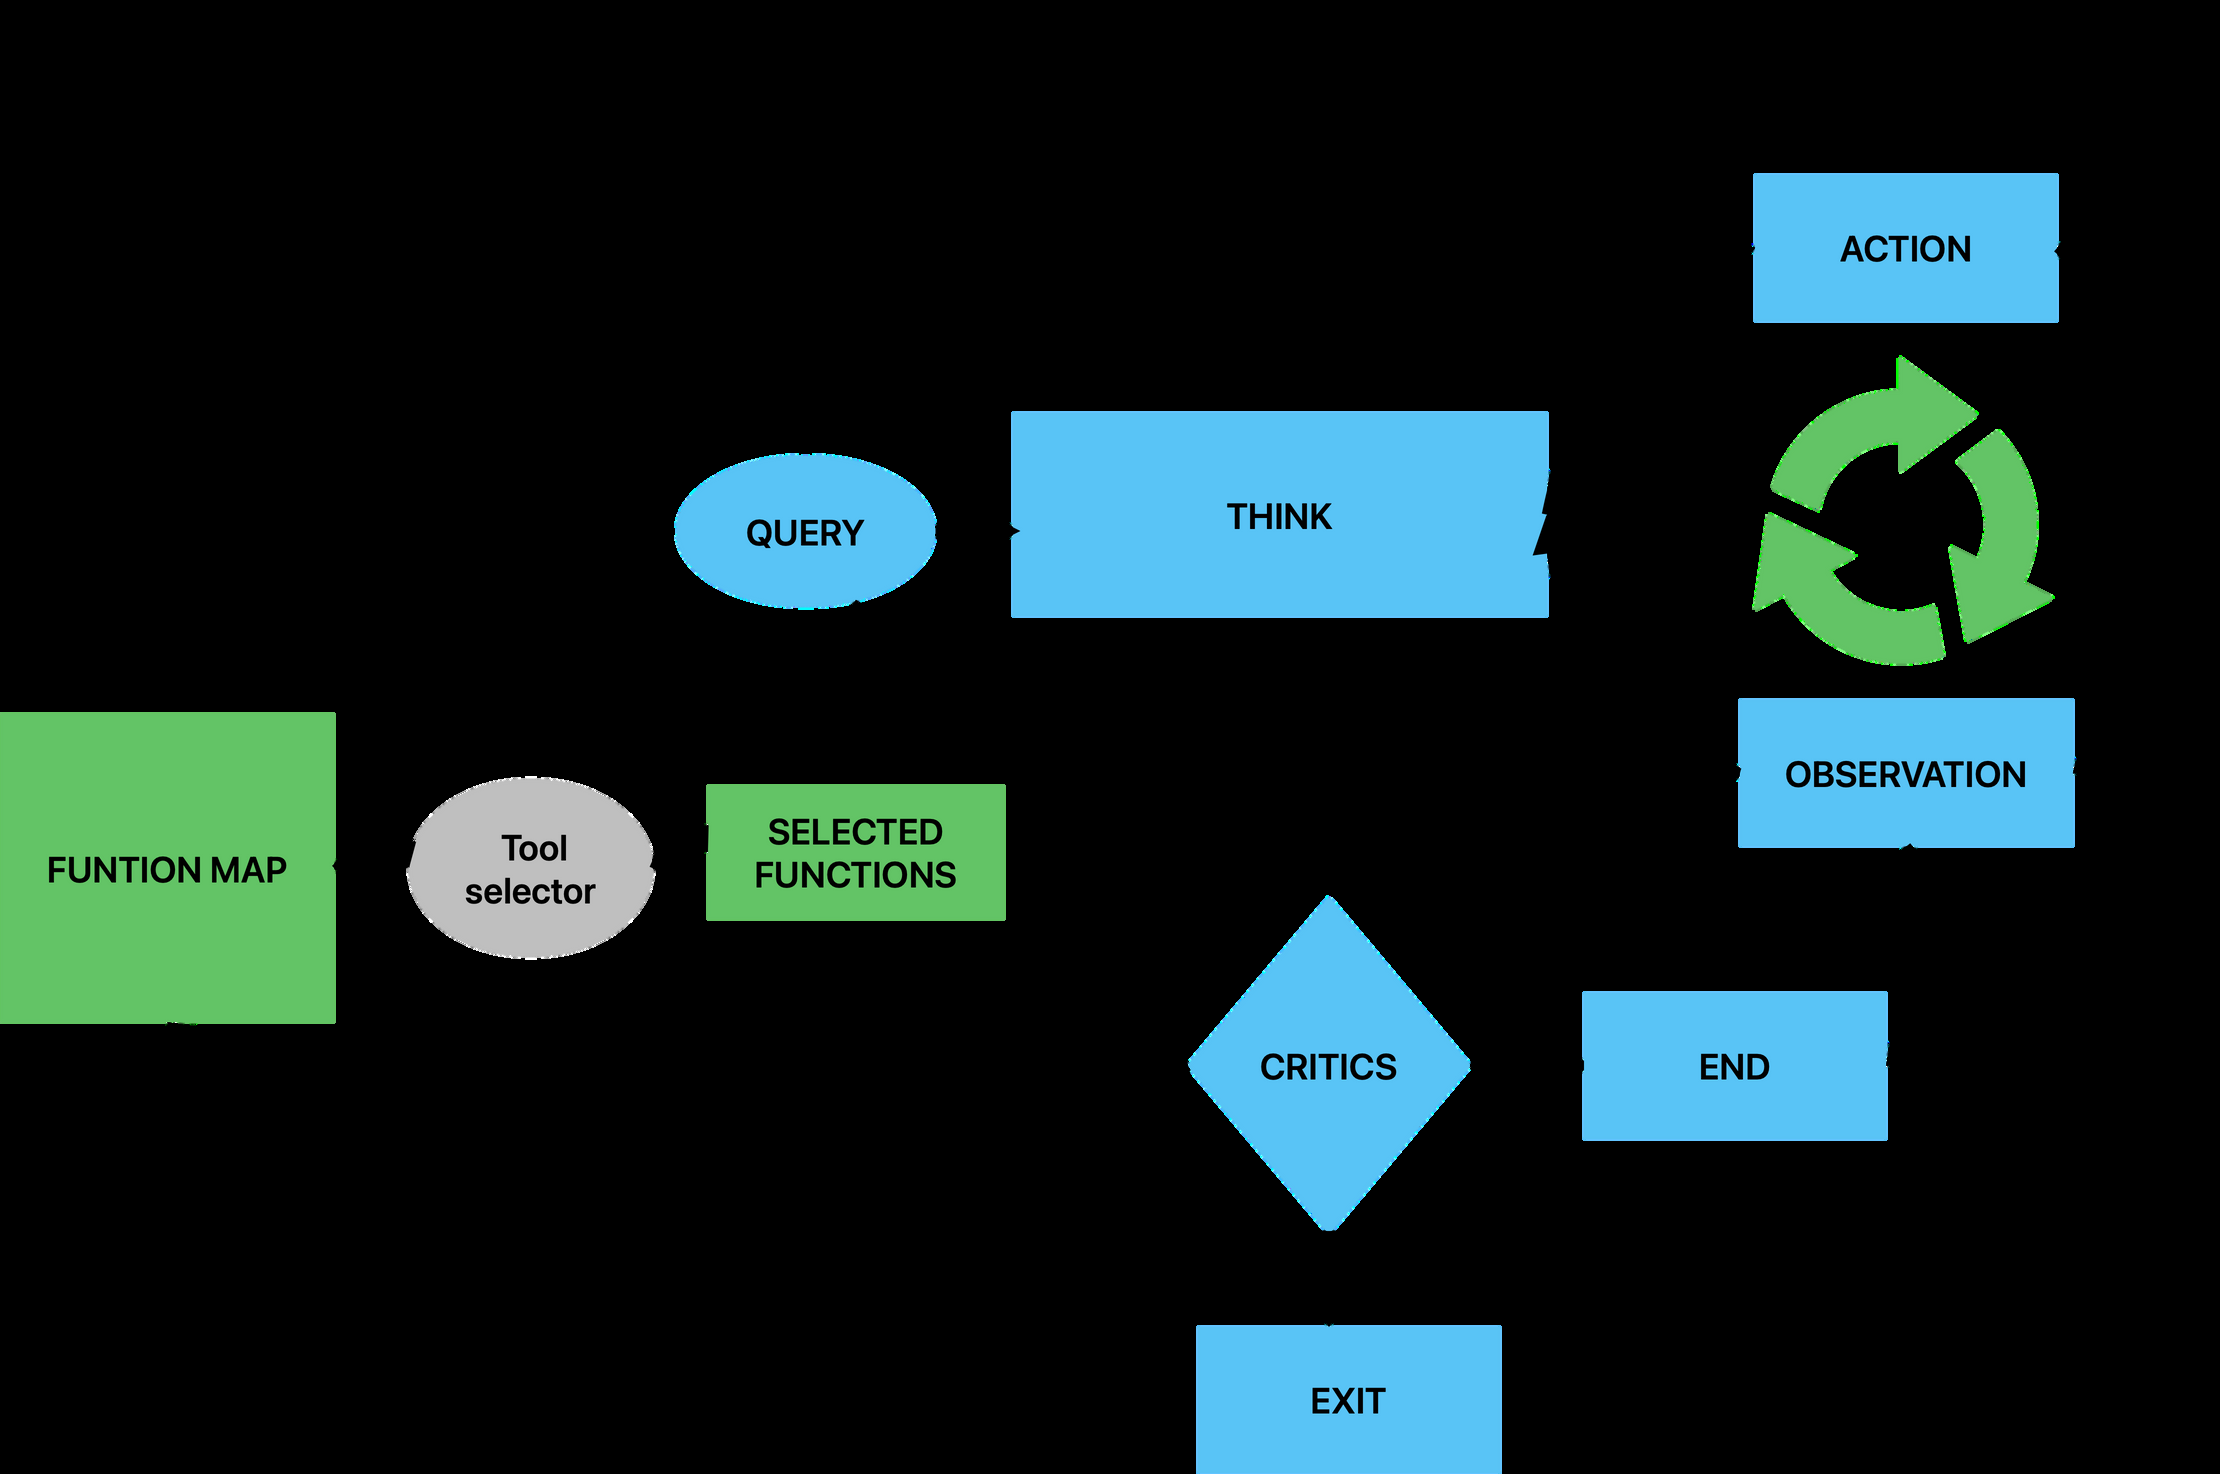 ACTION
QUERY
THINK
OBSERVATION
FUNTION MAP
Tool
selector
SELECTED
FUNCTIONS
CRITICS
END
EXIT